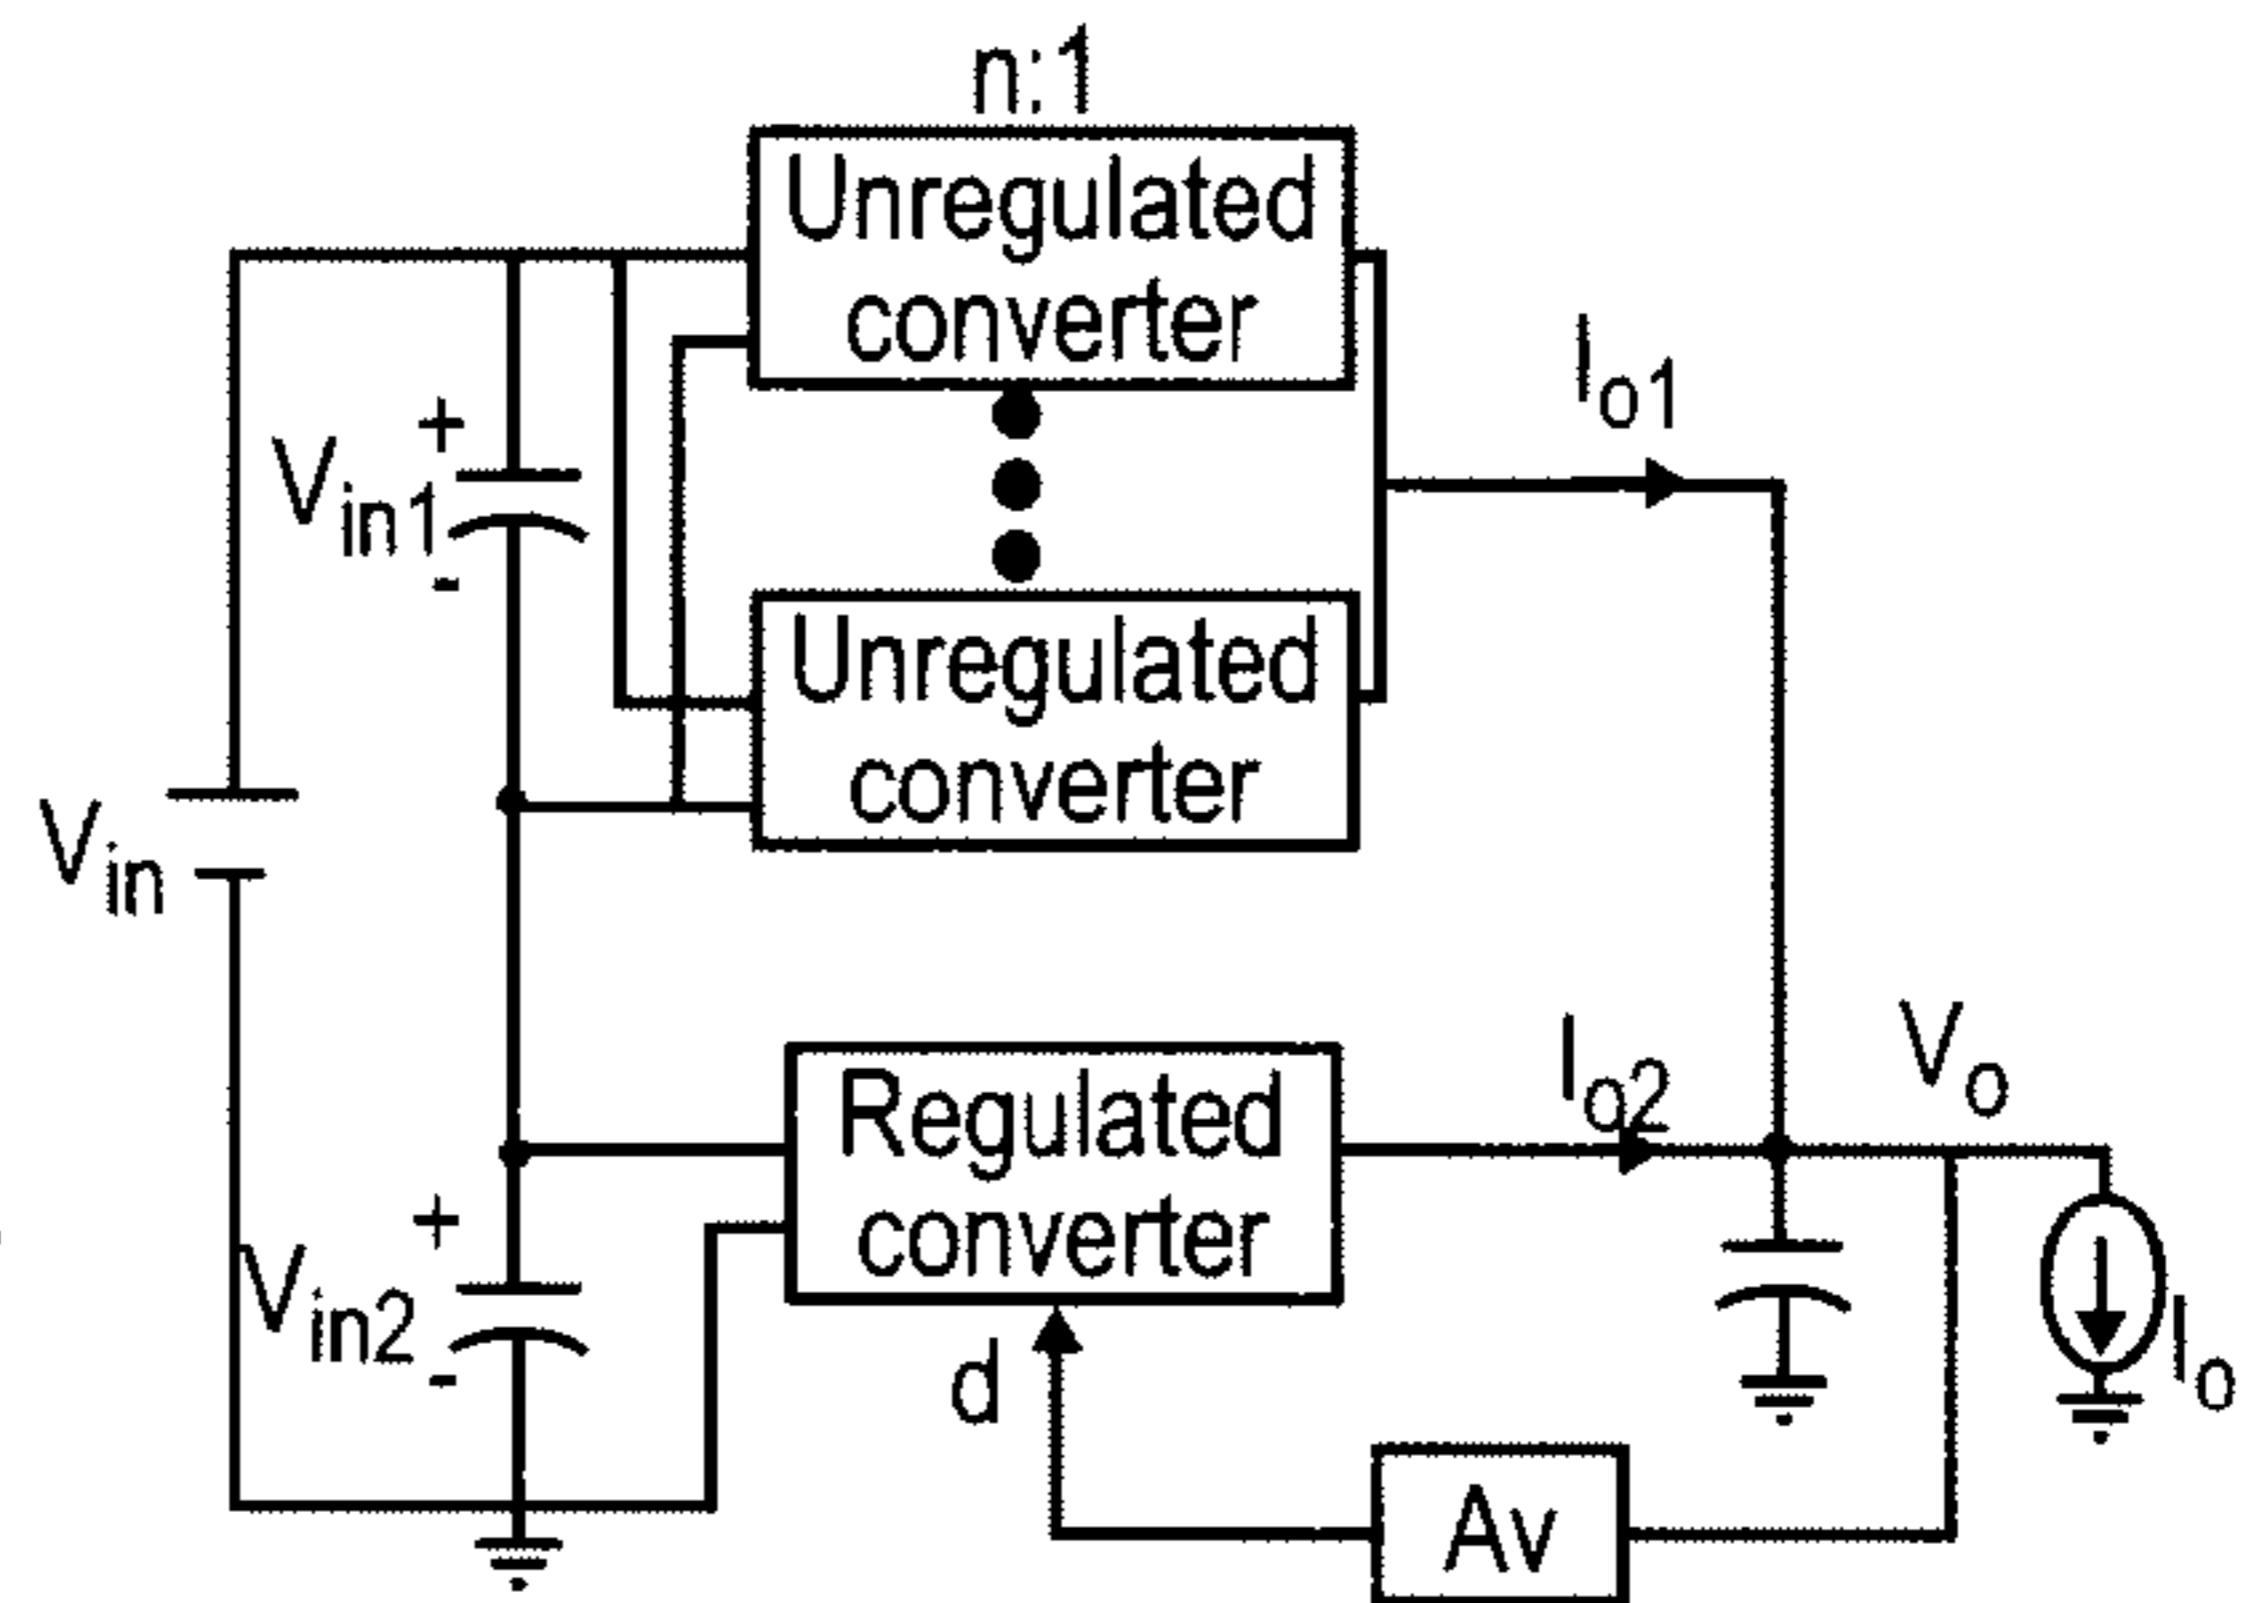 n:1
Unregulated
converter
Io1
+
Vin1
-
Unregulated
converter
Vin
Regulated
converter
Io2
Vo
+
Vin2
-
d
Io
Av